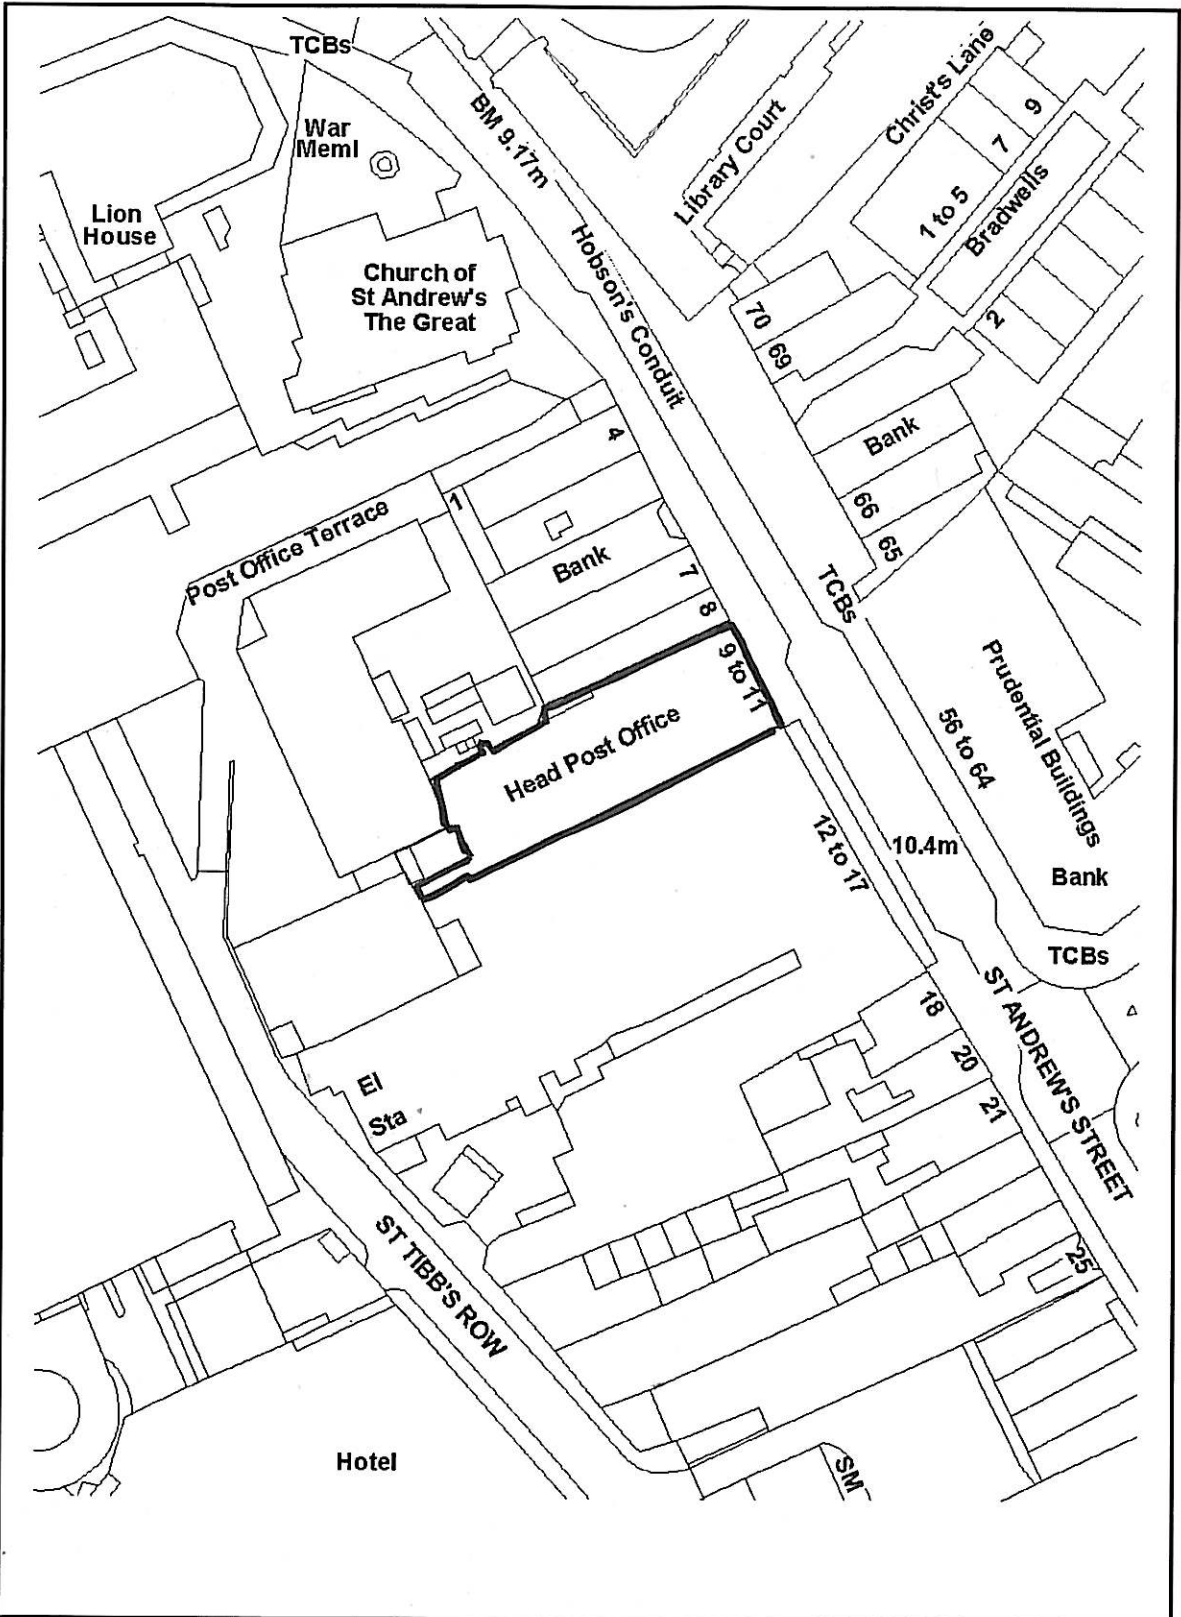 TCBs
War
Meml
BM 9.17m
Library Court
Christ's Lane
9
7
1 to 5
Bradwells
2
Lion
House
Church of
St Andrew's
The Great
Hobson's Conduit
70
69
Bank
66
65
4
1
Post Office Terrace
Bank
7
8
TCBs
9 to 11
Head Post Office
Prudential Buildings
56 to 64
12 to 17
10.4m
Bank
TCBs
ST ANDREW'S STREET
18
20
21
El
Sta
25
ST TIBB'S ROW
Hotel
SM